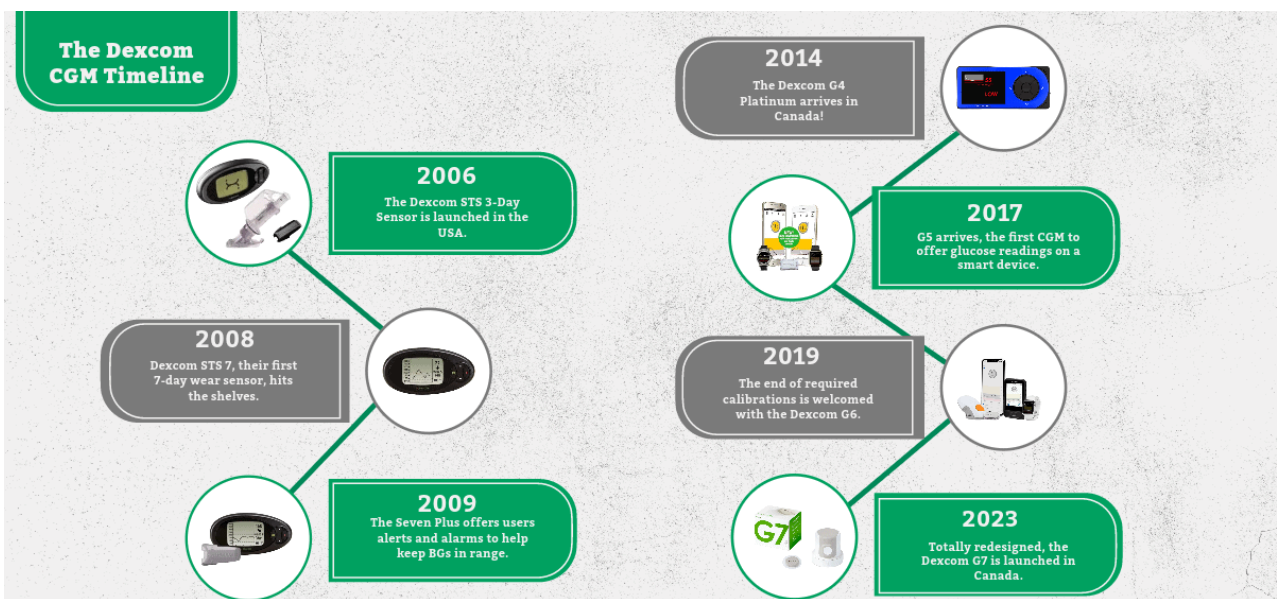 The Dexcom
CGM Timeline
2006
The Dexcom STS 3-Day
Sensor is launched in the
USA.
2008
Dexcom STS 7, their first
7-day wear sensor, hits
the shelves.
2009
The Seven Plus offers users
alerts and alarms to help
keep BGs in range.
2014
The Dexcom G4
Platinum arrives in
Canada!
LOW
2017
G5 arrives, the first CGM to
offer glucose readings on a
smart device.
2019
The end of required
calibrations is welcomed
with the Dexcom G6.
G7
2023
Totally redesigned, the
Dexcom G7 is launched in
Canada.